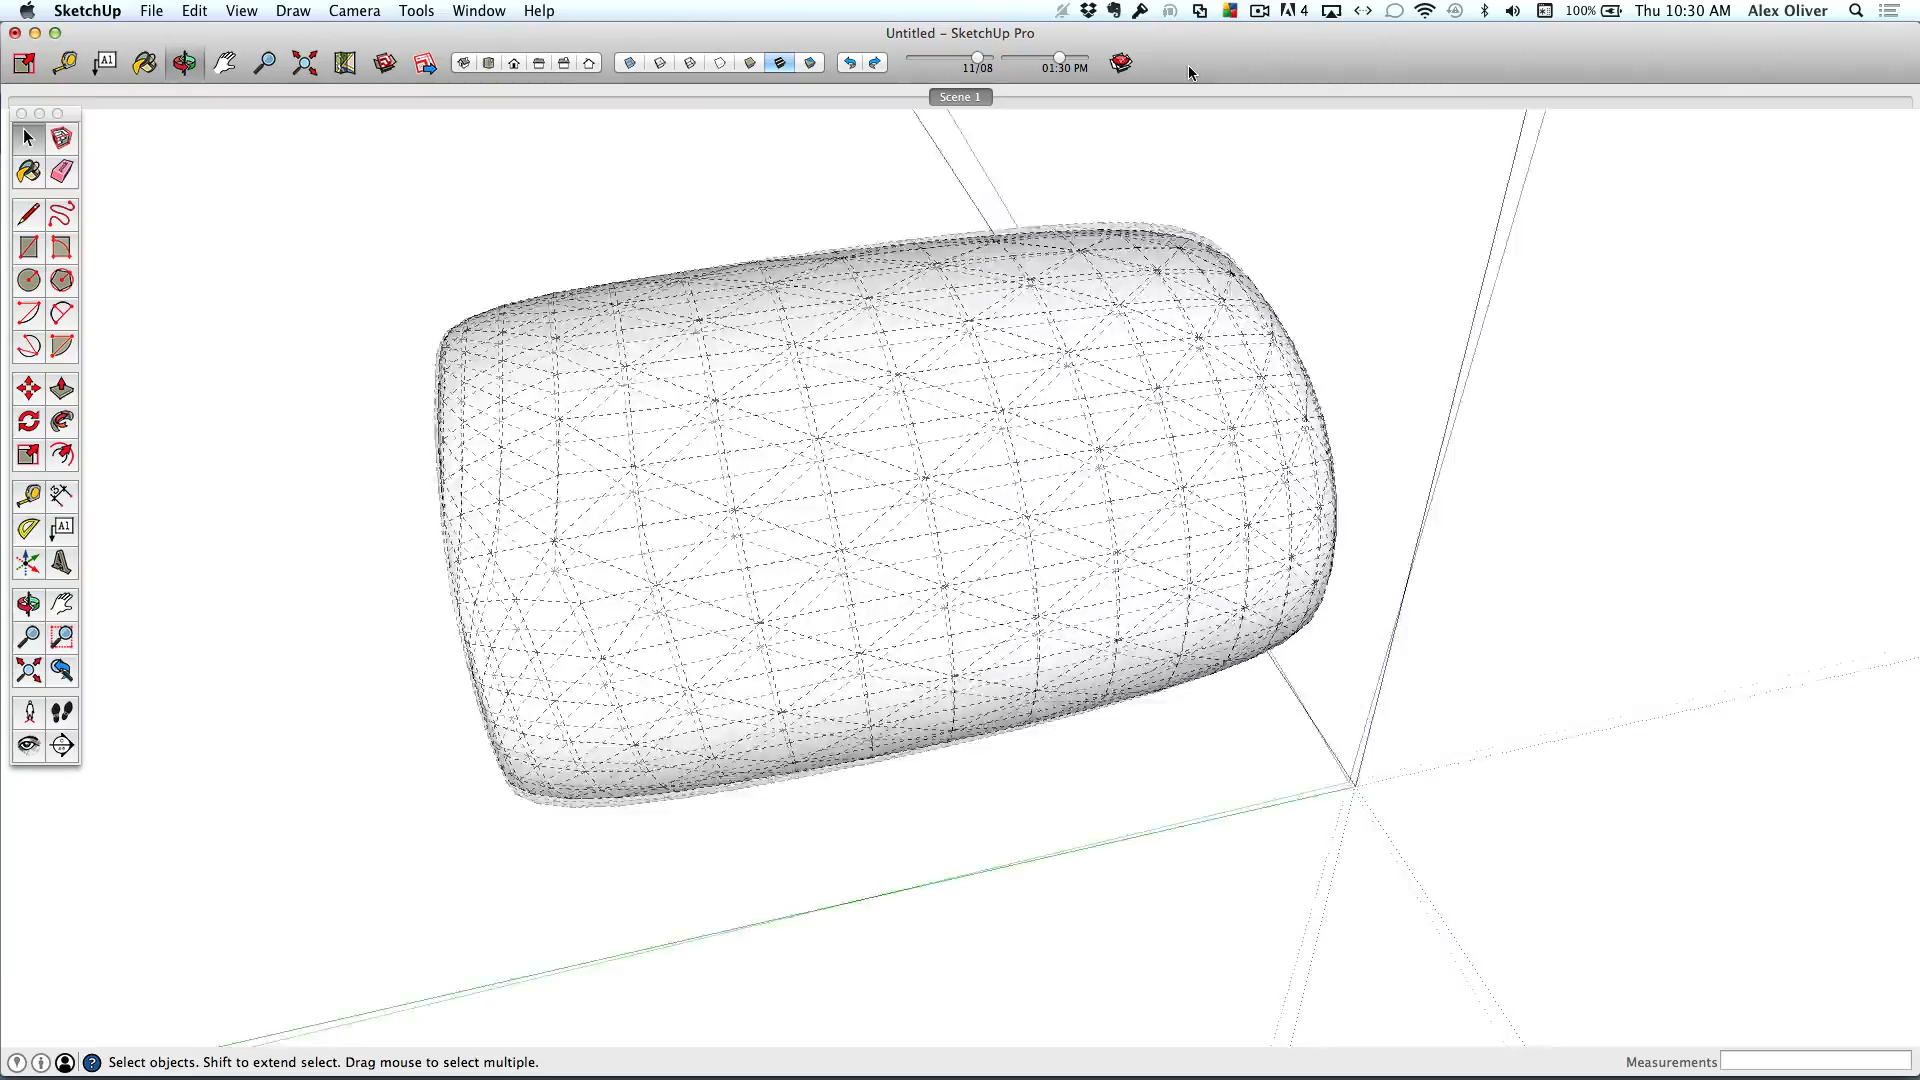 SketchUp File Edit View Draw Camera Tools Window Help 4 100% Thu 10:30 AM Alex Oliver
Untitled – SketchUp Pro
A1 11/08 01:30 PM
Scene 1
A1
Select objects. Shift to extend select. Drag mouse to select multiple. Measurements